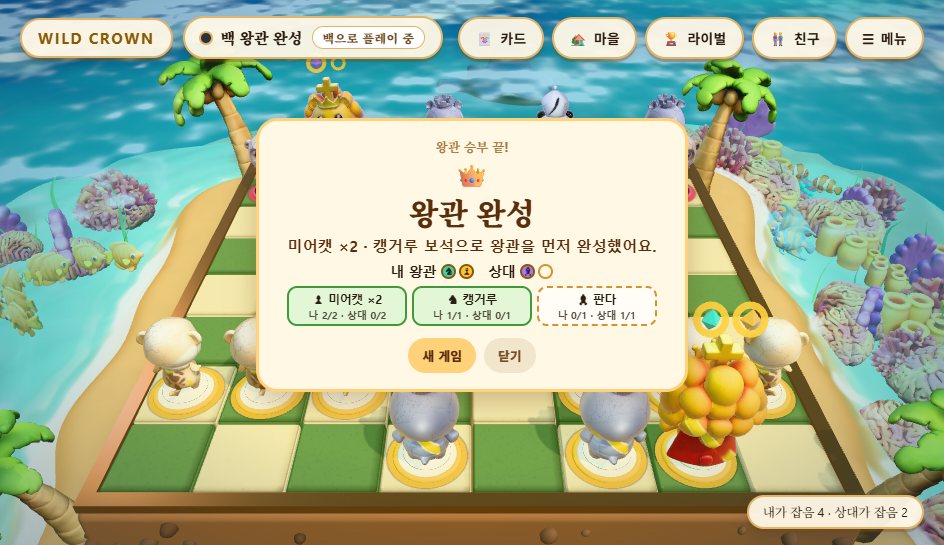 WILD CROWN
백 왕관 완성
백으로 플레이 중
카드
마을
라이벌
친구
☰ 메뉴
왕관 승부 끝!
왕관 완성
미어캣 ×2 · 캥거루 보석으로 왕관을 먼저 완성했어요.
내 왕관 상대
♟ 미어캣 ×2
나 2/2 · 상대 0/2
♞ 캥거루
나 1/1 · 상대 0/1
♝ 판다
나 0/1 · 상대 1/1
새 게임
닫기
내가 잡음 4 · 상대가 잡음 2